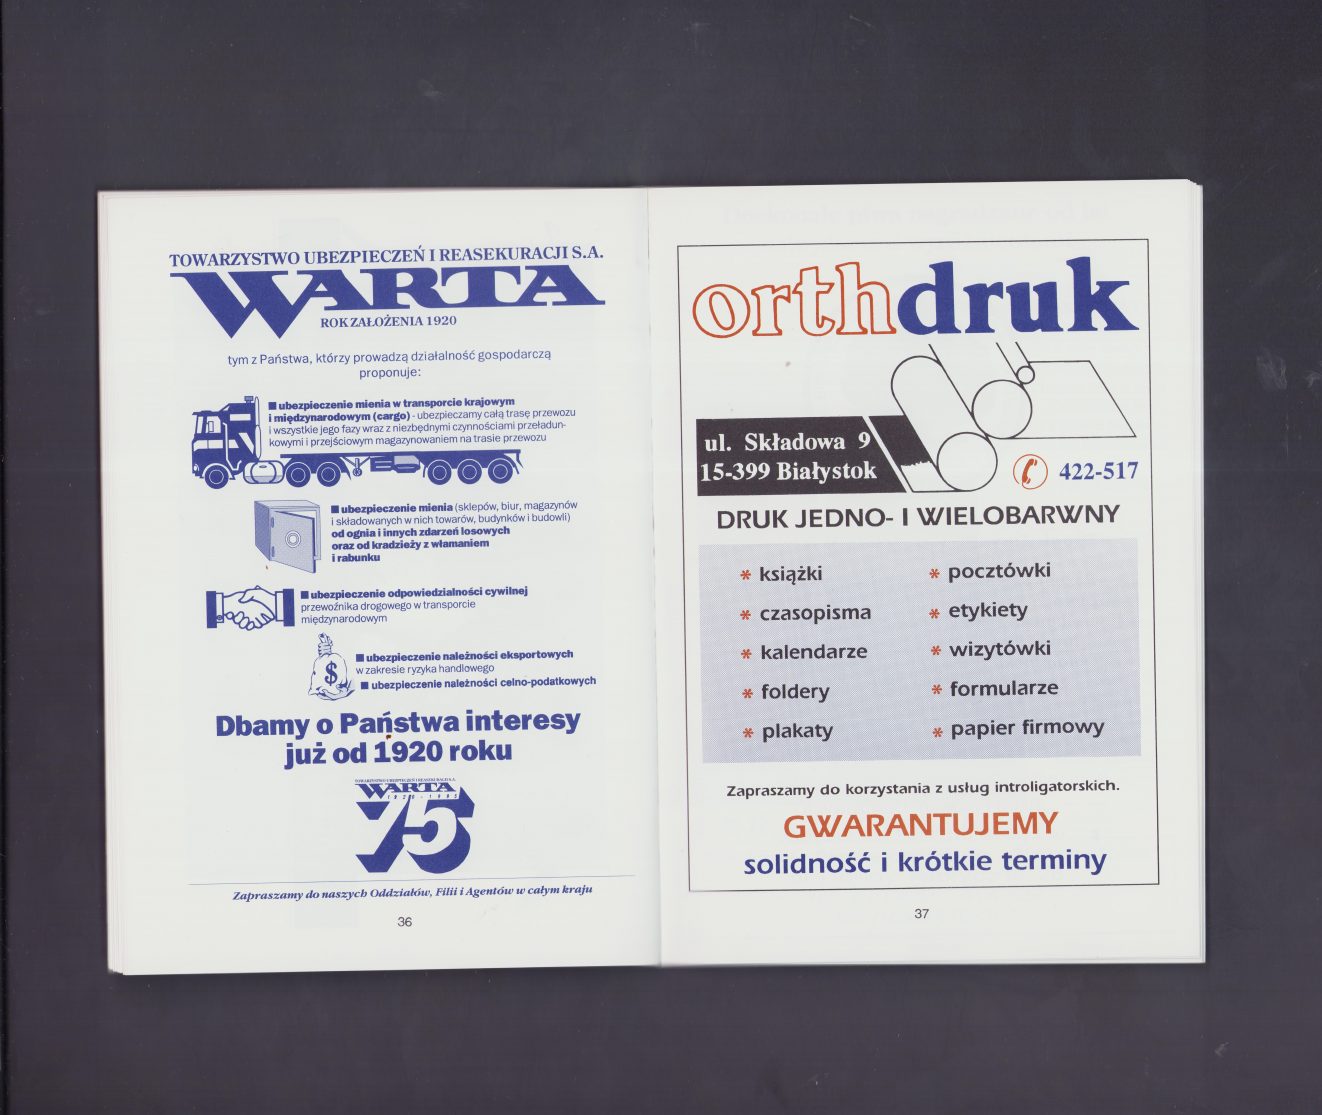 TOWARZYSTWO UBEZPIECZEŃ I REASEKURACJI S.A.
WARTA
ROK ZAŁOŻENIA 1920
tym z Państwa, którzy prowadzą działalność gospodarczą
proponuje:
■ ubezpieczenie mienia w transporcie krajowym
i międzynarodowym (cargo) - ubezpieczamy całą trasę przewozu
i wszystkie jego fazy wraz z niezbędnymi czynnościami przeładun-
kowymi i przejściowym magazynowaniem na trasie przewozu
■ ubezpieczenie mienia (sklepów, biur, magazynów
i składowanych w nich towarów, budynków i budowli)
od ognia i innych zdarzeń losowych
oraz od kradzieży z włamaniem
i rabunku
■ ubezpieczenie odpowiedzialności cywilnej
przewoźnika drogowego w transporcie
międzynarodowym
$
■ ubezpieczenie należności eksportowych
w zakresie ryzyka handlowego
■ ubezpieczenie należności celno-podatkowych
Dbamy o Państwa interesy
już od 1920 roku
TOWARZYSTWO UBEZPIECZEŃ I REASEKURACJI S.A.
WARTA
1920-1995
75
Zapraszamy do naszych Oddziałów, Filii i Agentów w całym kraju
36
orthdruk
ul. Składowa 9
15-399 Białystok
422-517
DRUK JEDNO- I WIELOBARWNY
* książki
* czasopisma
* kalendarze
* foldery
* plakaty
* pocztówki
* etykiety
* wizytówki
* formularze
* papier firmowy
Zapraszamy do korzystania z usług introligatorskich.
GWARANTUJEMY
solidność i krótkie terminy
37